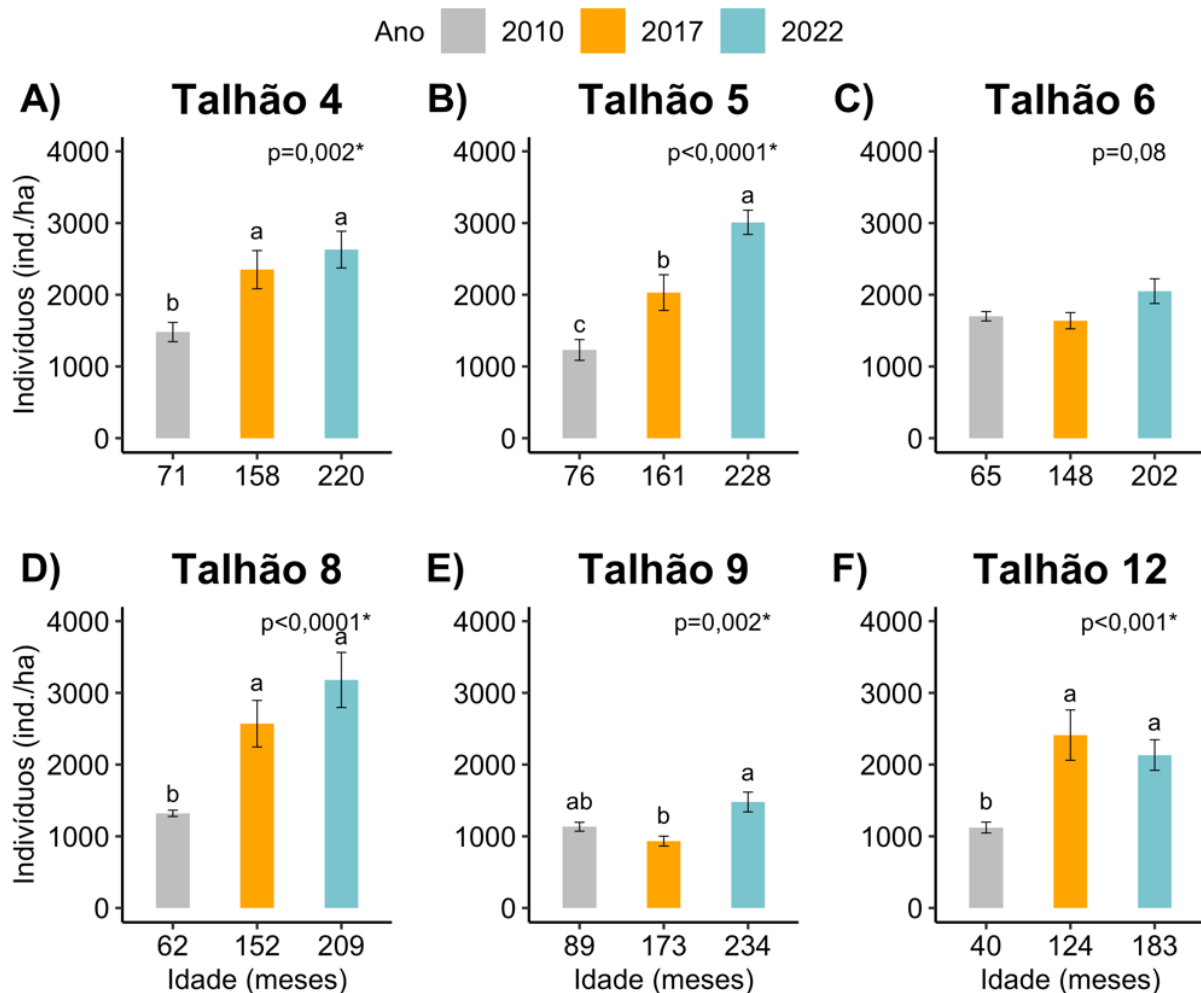 Ano 2010 2017 2022
A) Talhão 4 B) Talhão 5 C) Talhão 6
p=0,002* p<0,0001* p=0,08
Indivíduos (ind./ha)
4000
3000
2000
1000
0
b a a
71 158 220
4000
3000
2000
1000
0
c b a
76 161 228
4000
3000
2000
1000
0
65 148 202
D) Talhão 8 E) Talhão 9 F) Talhão 12
p<0,0001* p=0,002* p<0,001*
Indivíduos (ind./ha)
4000
3000
2000
1000
0
b a a
62 152 209
Idade (meses)
4000
3000
2000
1000
0
ab b a
89 173 234
Idade (meses)
4000
3000
2000
1000
0
b a a
40 124 183
Idade (meses)